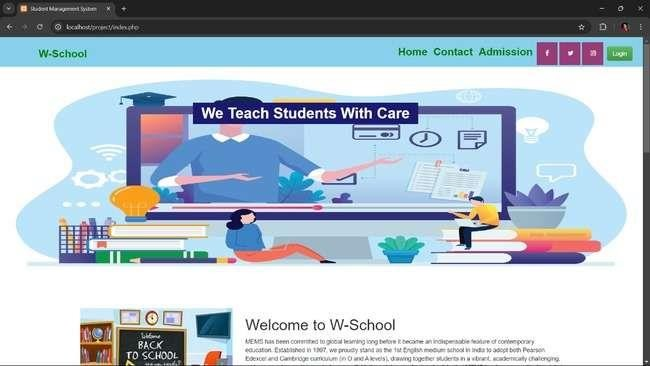 Student Management System
localhost/project/index.php
W-School
Home Contact Admission
Login
We Teach Students With Care
Welcome
BACK
TO SCHOOL
Welcome to W-School
MEMS has been committed to global learning long before it became an indispensable feature of contemporary
education. Established in 1997, we proudly stand as the 1st English medium school in India to adopt both Pearson
Edexcel and Cambridge curriculum (in O and A levels), drawing together students in a vibrant, academically challenging,